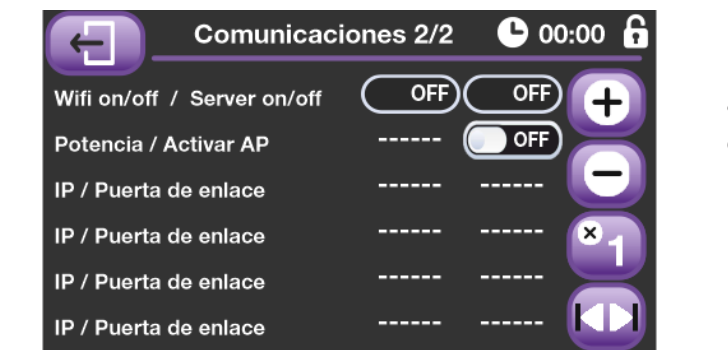 Comunicaciones 2/2 00:00
Wifi on/off / Server on/off OFF OFF
Potencia / Activar AP ------ OFF
IP / Puerta de enlace ------ ------
IP / Puerta de enlace ------ ------
IP / Puerta de enlace ------ ------
IP / Puerta de enlace ------ ------
+
−
×1